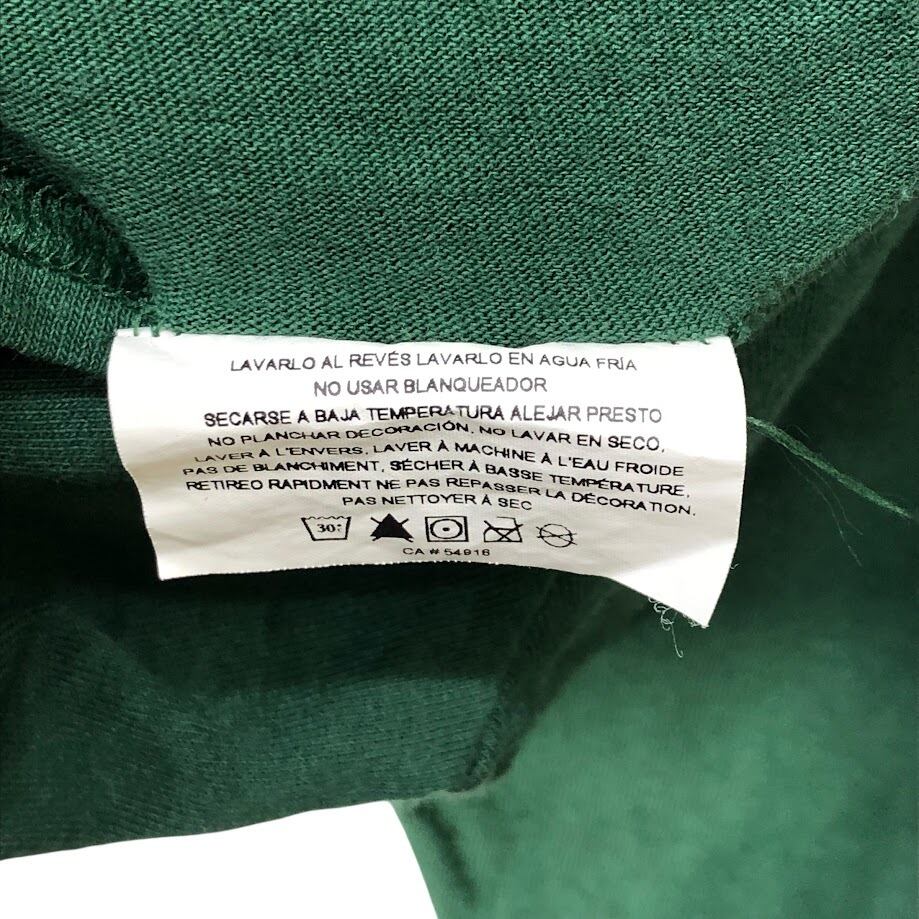 LAVARLO AL REVÉS LAVARLO EN AGUA FRÍA
NO USAR BLANQUEADOR
SECARSE A BAJA TEMPERATURA ALEJAR PRESTO
NO PLANCHAR DECORACIÓN, NO LAVAR EN SECO,
LAVER À L'ENVERS, LAVER À MACHINE À L'EAU FROIDE
PAS DE BLANCHIMENT, SÉCHER À BASSE TEMPÉRATURE,
RETIREO RAPIDMENT NE PAS REPASSER LA DÉCORATION.
PAS NETTOYER À SEC
30°
CA # 54918